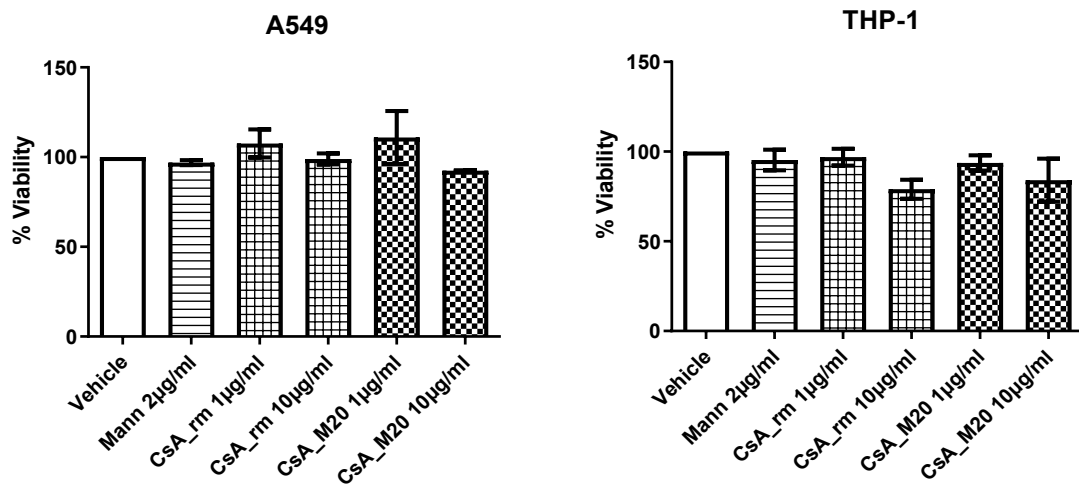 A549
% Viability
150
100
50
0
Vehicle
Mann 2µg/ml
CsA_rm 1µg/ml
CsA_rm 10µg/ml
CsA_M20 1µg/ml
CsA_M20 10µg/ml
THP-1
% Viability
150
100
50
0
Vehicle
Mann 2µg/ml
CsA_rm 1µg/ml
CsA_rm 10µg/ml
CsA_M20 1µg/ml
CsA_M20 10µg/ml